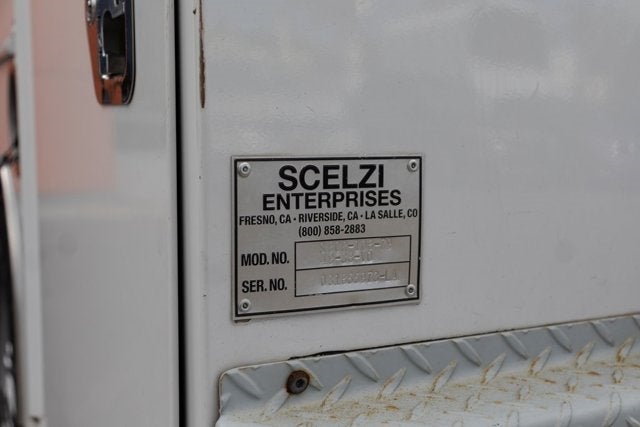 SCELZI
ENTERPRISES
FRESNO, CA • RIVERSIDE, CA • LA SALLE, CO
(800) 858-2883
MOD. NO.
SER. NO.